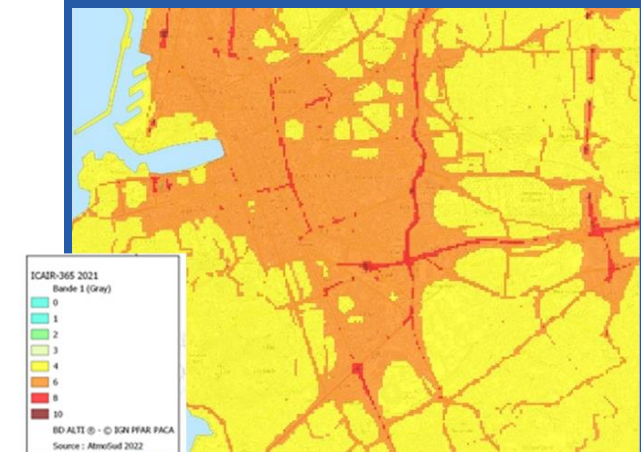 ICAIR-365 2021
Bande 1 (Gray)
0
1
2
3
4
6
8
10
BD ALTI ® - © IGN PFAR PACA
Source : AtmoSud 2022